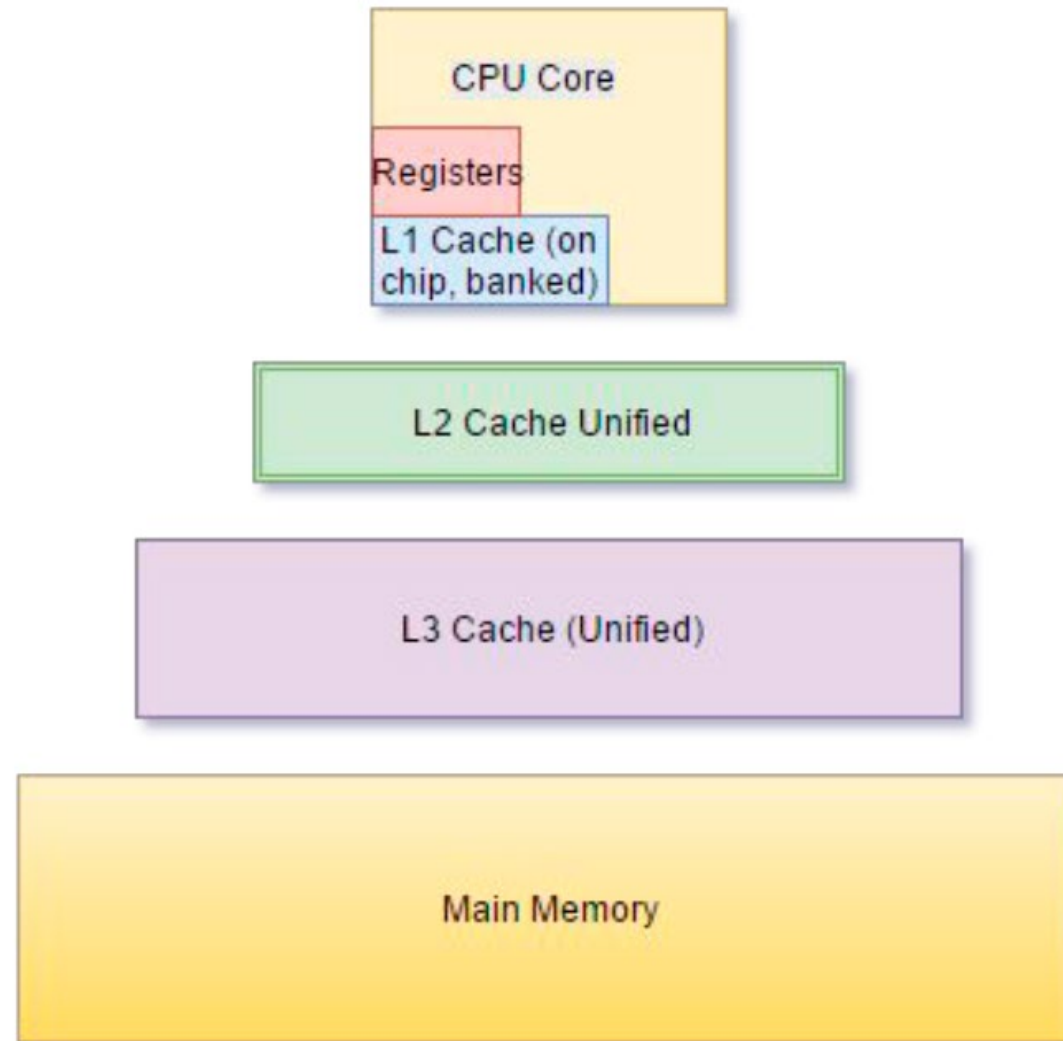 CPU Core
Registers
L1 Cache (on
chip, banked)
L2 Cache Unified
L3 Cache (Unified)
Main Memory